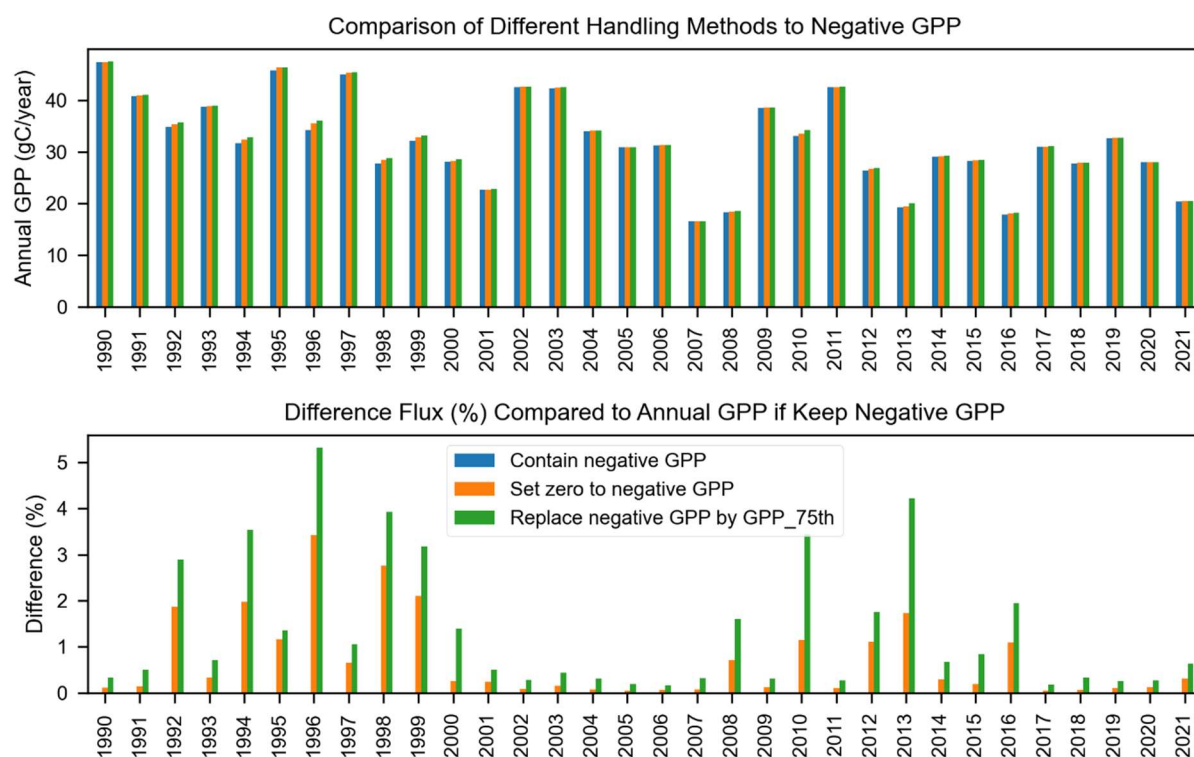 Comparison of Different Handling Methods to Negative GPP
Annual GPP (gC/year)
40
30
20
10
0
1990 1991 1992 1993 1994 1995 1996 1997 1998 1999 2000 2001 2002 2003 2004 2005 2006 2007 2008 2009 2010 2011 2012 2013 2014 2015 2016 2017 2018 2019 2020 2021
Difference Flux (%) Compared to Annual GPP if Keep Negative GPP
Difference (%)
5
4
3
2
1
0
Contain negative GPP
Set zero to negative GPP
Replace negative GPP by GPP_75th
1990 1991 1992 1993 1994 1995 1996 1997 1998 1999 2000 2001 2002 2003 2004 2005 2006 2007 2008 2009 2010 2011 2012 2013 2014 2015 2016 2017 2018 2019 2020 2021